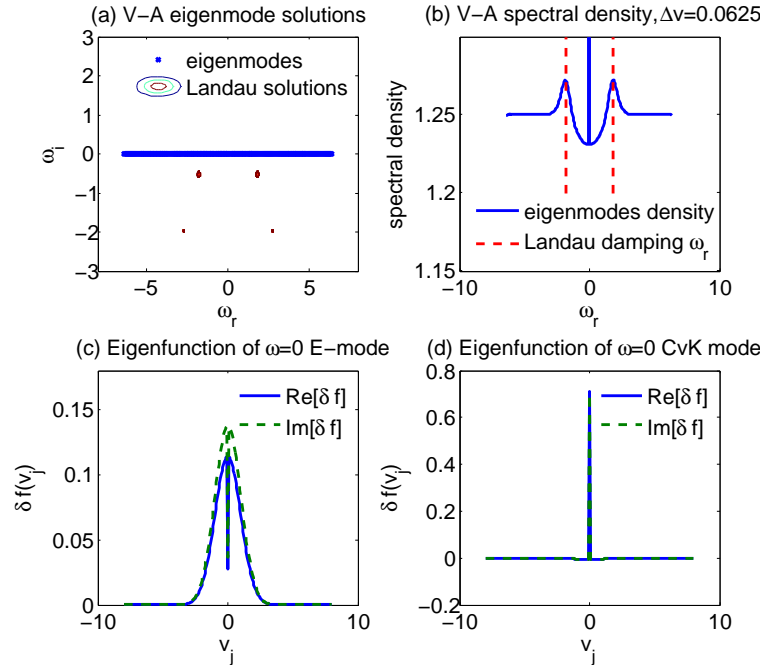 (a) V−A eigenmode solutions
3
2
1
0
−1
−2
−3
ω_i
−5
0
5
ω_r
eigenmodes
Landau solutions
(b) V−A spectral density, Δv=0.0625
1.25
1.2
1.15
spectral density
−10
0
10
ω_r
eigenmodes density
Landau damping ω_r
(c) Eigenfunction of ω=0 E−mode
0.15
0.1
0.05
0
δ f(v_j)
−10
0
10
v_j
Re[δ f]
Im[δ f]
(d) Eigenfunction of ω=0 CvK mode
0.8
0.6
0.4
0.2
0
−0.2
δ f(v_j)
−10
0
10
v_j
Re[δ f]
Im[δ f]